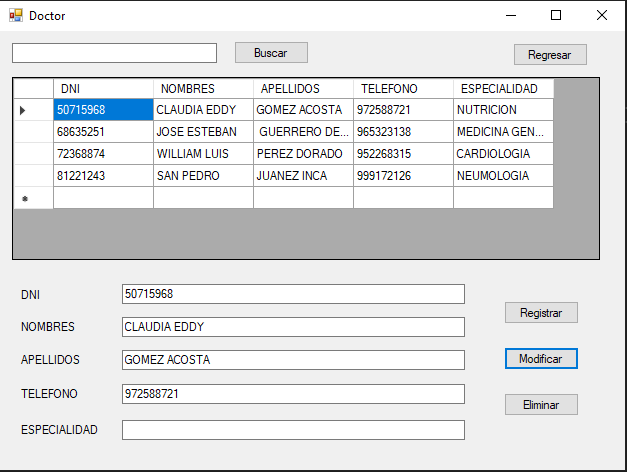 Doctor
Buscar
Regresar
DNI NOMBRES APELLIDOS TELEFONO ESPECIALIDAD
50715968 CLAUDIA EDDY GOMEZ ACOSTA 972588721 NUTRICION
68635251 JOSE ESTEBAN GUERRERO DE... 965323138 MEDICINA GEN...
72368874 WILLIAM LUIS PEREZ DORADO 952268315 CARDIOLOGIA
81221243 SAN PEDRO JUANEZ INCA 999172126 NEUMOLOGIA
DNI 50715968
Registrar
NOMBRES CLAUDIA EDDY
APELLIDOS GOMEZ ACOSTA
Modificar
TELEFONO 972588721
Eliminar
ESPECIALIDAD